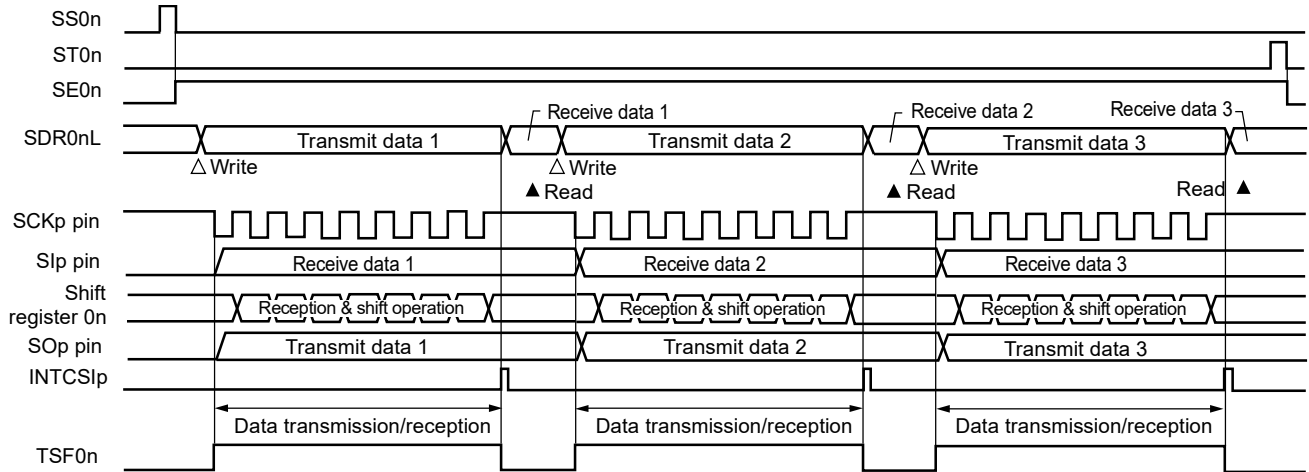 SS0n
ST0n
SE0n
Receive data 1
Receive data 2
Receive data 3
SDR0nL
Transmit data 1
Transmit data 2
Transmit data 3
△ Write
△ Write
△ Write
▲ Read
▲ Read
Read ▲
SCKp pin
SIp pin
Receive data 1
Receive data 2
Receive data 3
Shift
register 0n
Reception & shift operation
Reception & shift operation
Reception & shift operation
SOp pin
Transmit data 1
Transmit data 2
Transmit data 3
INTCSIp
Data transmission/reception
Data transmission/reception
Data transmission/reception
TSF0n